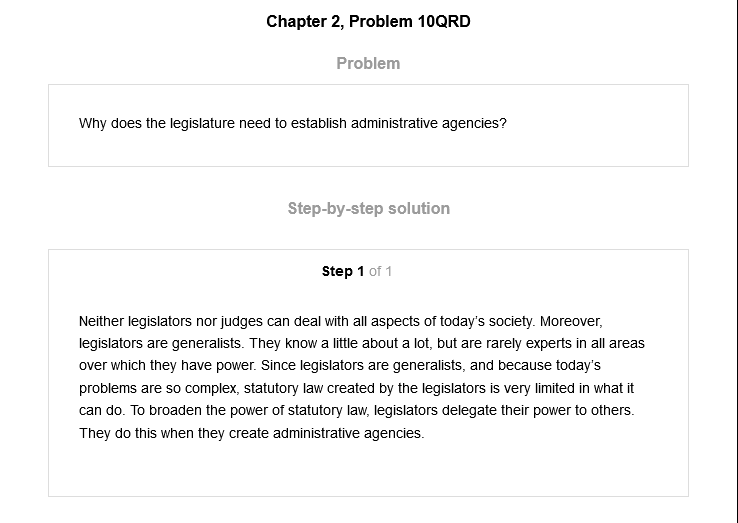 Chapter 2, Problem 10QRD
Problem
Why does the legislature need to establish administrative agencies?
Step-by-step solution
Step 1 of 1
Neither legislators nor judges can deal with all aspects of today’s society. Moreover,
legislators are generalists. They know a little about a lot, but are rarely experts in all areas
over which they have power. Since legislators are generalists, and because today’s
problems are so complex, statutory law created by the legislators is very limited in what it
can do. To broaden the power of statutory law, legislators delegate their power to others.
They do this when they create administrative agencies.